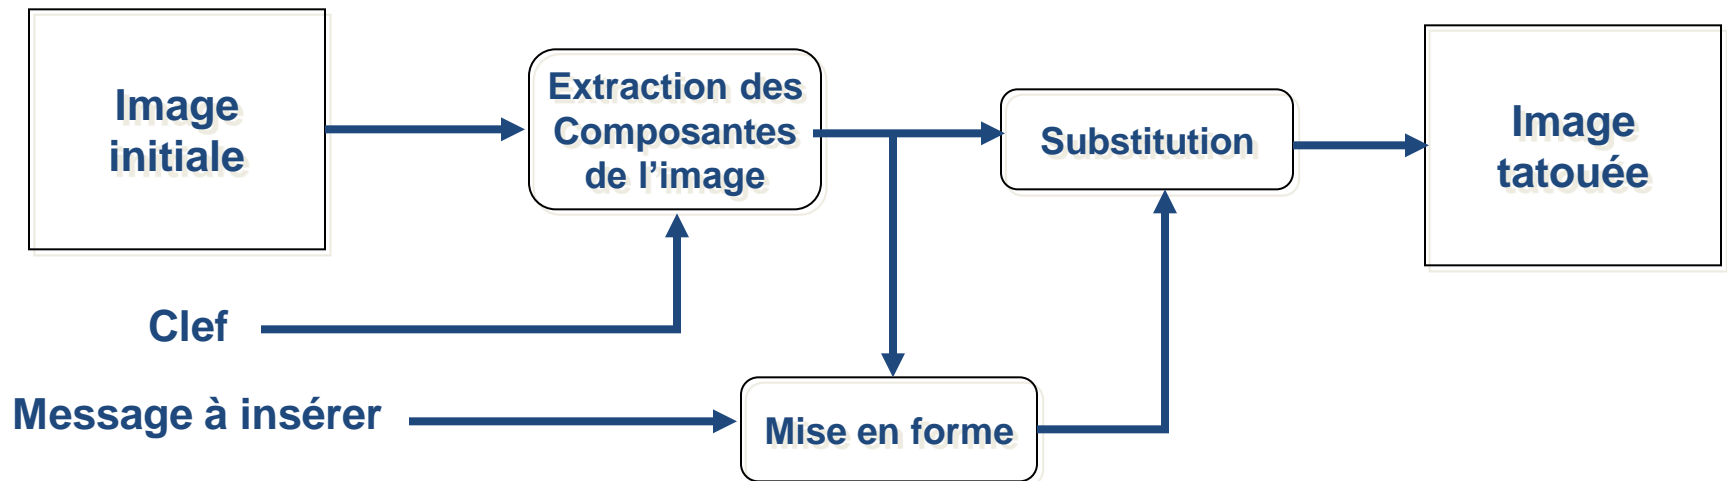 Image
initiale
Extraction des
Composantes
de l’image
Substitution
Image
tatouée
Clef
Message à insérer
Mise en forme